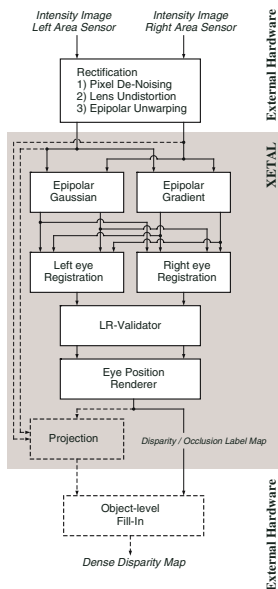 Intensity Image
Left Area Sensor
Intensity Image
Right Area Sensor
External Hardware
Rectification
1) Pixel De-Noising
2) Lens Undistortion
3) Epipolar Unwarping
XETAL
Epipolar
Gaussian
Epipolar
Gradient
Left eye
Registration
Right eye
Registration
LR-Validator
Eye Position
Renderer
Projection
Disparity / Occlusion Label Map
External Hardware
Object-level
Fill-In
Dense Disparity Map